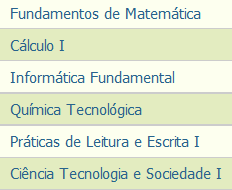 Fundamentos de Matemática
Cálculo I
Informática Fundamental
Química Tecnológica
Práticas de Leitura e Escrita I
Ciência Tecnologia e Sociedade I